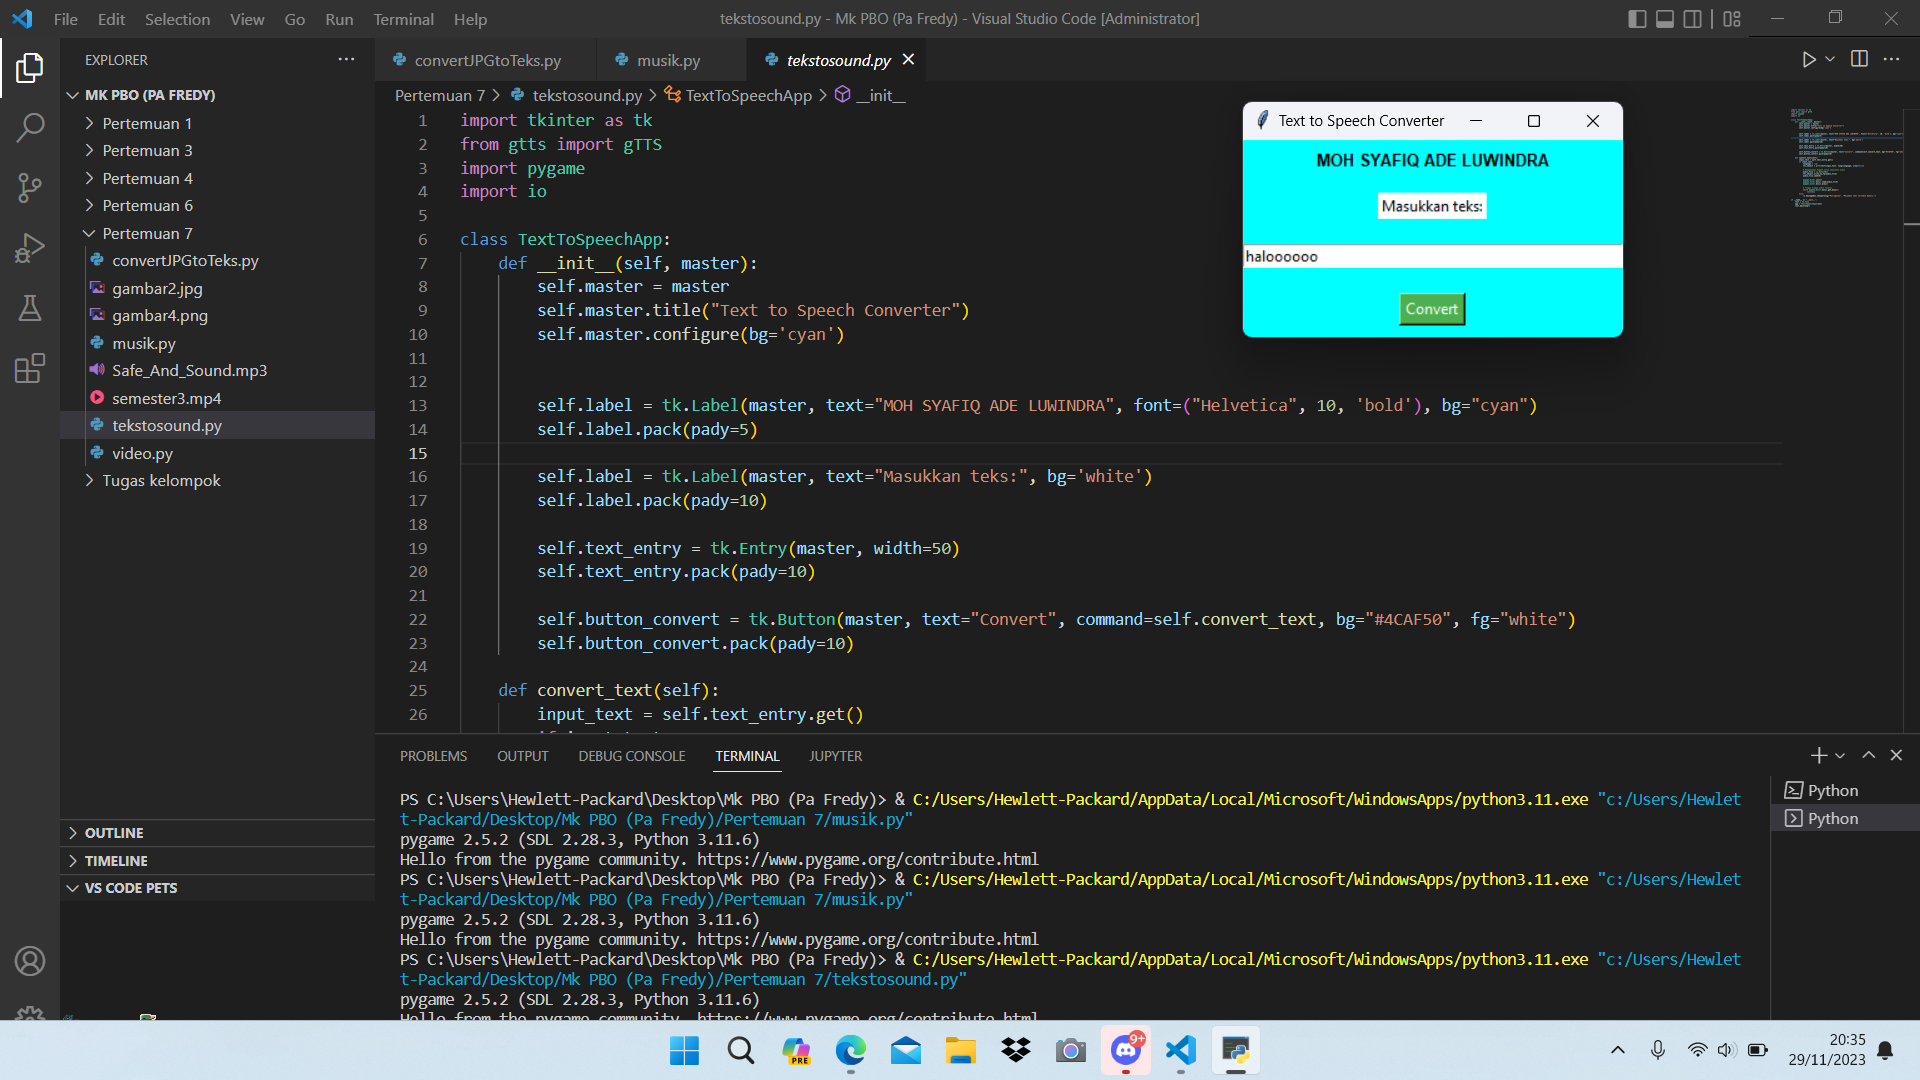 File Edit Selection View Go Run Terminal Help
tekstosound.py - Mk PBO (Pa Fredy) - Visual Studio Code [Administrator]
EXPLORER
MK PBO (PA FREDY)
Pertemuan 1
Pertemuan 3
Pertemuan 4
Pertemuan 6
Pertemuan 7
convertJPGtoTeks.py
gambar2.jpg
gambar4.png
musik.py
Safe_And_Sound.mp3
semester3.mp4
tekstosound.py
video.py
Tugas kelompok
OUTLINE
TIMELINE
VS CODE PETS
convertJPGtoTeks.py
musik.py
tekstosound.py
Pertemuan 7 > tekstosound.py > TextToSpeechApp > __init__
1 import tkinter as tk
2 from gtts import gTTS
3 import pygame
4 import io
5
6 class TextToSpeechApp:
7 def __init__(self, master):
8 self.master = master
9 self.master.title("Text to Speech Converter")
10 self.master.configure(bg='cyan')
11
12
13 self.label = tk.Label(master, text="MOH SYAFIQ ADE LUWINDRA", font=("Helvetica", 10, 'bold'), bg="cyan")
14 self.label.pack(pady=5)
15
16 self.label = tk.Label(master, text="Masukkan teks:", bg='white')
17 self.label.pack(pady=10)
18
19 self.text_entry = tk.Entry(master, width=50)
20 self.text_entry.pack(pady=10)
21
22 self.button_convert = tk.Button(master, text="Convert", command=self.convert_text, bg="#4CAF50", fg="white")
23 self.button_convert.pack(pady=10)
24
25 def convert_text(self):
26 input_text = self.text_entry.get()
Text to Speech Converter
MOH SYAFIQ ADE LUWINDRA
Masukkan teks:
haloooooo
Convert
PROBLEMS OUTPUT DEBUG CONSOLE TERMINAL JUPYTER
PS C:\Users\Hewlett-Packard\Desktop\Mk PBO (Pa Fredy)> & C:/Users/Hewlett-Packard/AppData/Local/Microsoft/WindowsApps/python3.11.exe "c:/Users/Hewlet
t-Packard/Desktop/Mk PBO (Pa Fredy)/Pertemuan 7/musik.py"
pygame 2.5.2 (SDL 2.28.3, Python 3.11.6)
Hello from the pygame community. https://www.pygame.org/contribute.html
PS C:\Users\Hewlett-Packard\Desktop\Mk PBO (Pa Fredy)> & C:/Users/Hewlett-Packard/AppData/Local/Microsoft/WindowsApps/python3.11.exe "c:/Users/Hewlet
t-Packard/Desktop/Mk PBO (Pa Fredy)/Pertemuan 7/musik.py"
pygame 2.5.2 (SDL 2.28.3, Python 3.11.6)
Hello from the pygame community. https://www.pygame.org/contribute.html
PS C:\Users\Hewlett-Packard\Desktop\Mk PBO (Pa Fredy)> & C:/Users/Hewlett-Packard/AppData/Local/Microsoft/WindowsApps/python3.11.exe "c:/Users/Hewlet
t-Packard/Desktop/Mk PBO (Pa Fredy)/Pertemuan 7/tekstosound.py"
pygame 2.5.2 (SDL 2.28.3, Python 3.11.6)
Hello from the pygame community. https://www.pygame.org/contribute.html
Python
Python
PRE
9+
20:35
29/11/2023